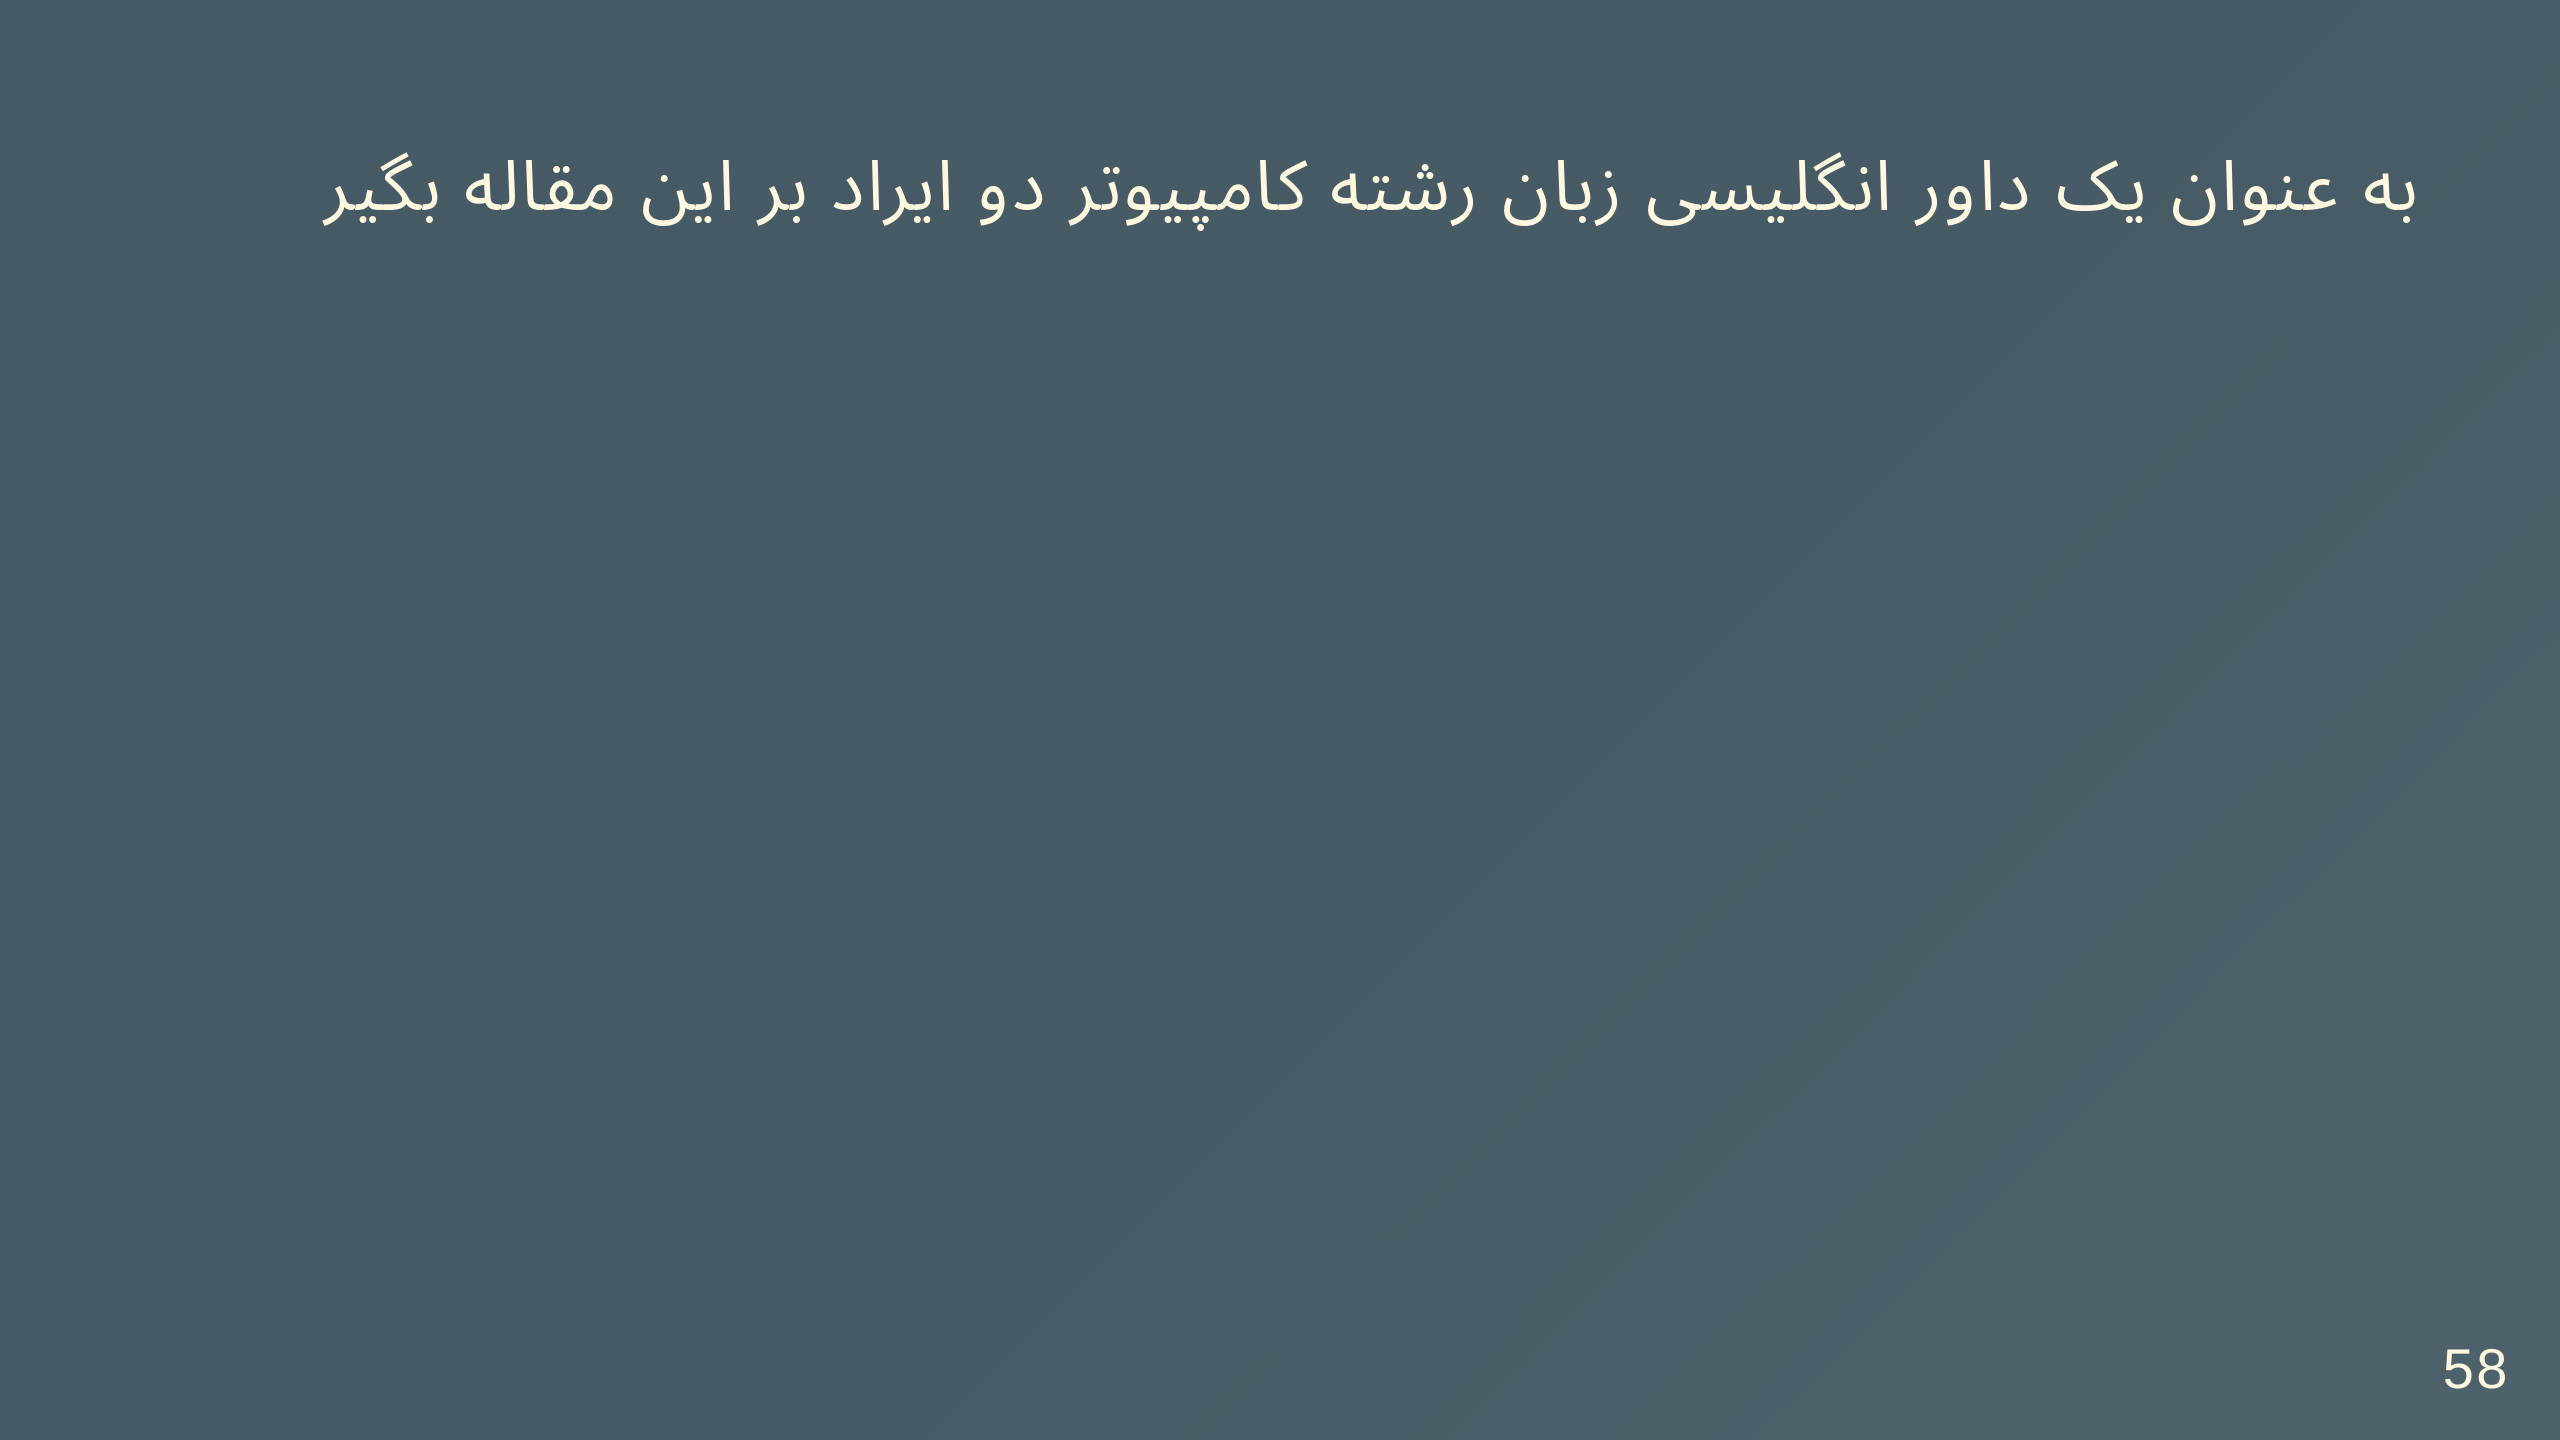 به عنوان یک داور انگلیسی زبان رشته کامپیوتر دو ایراد بر این مقاله بگیر
58